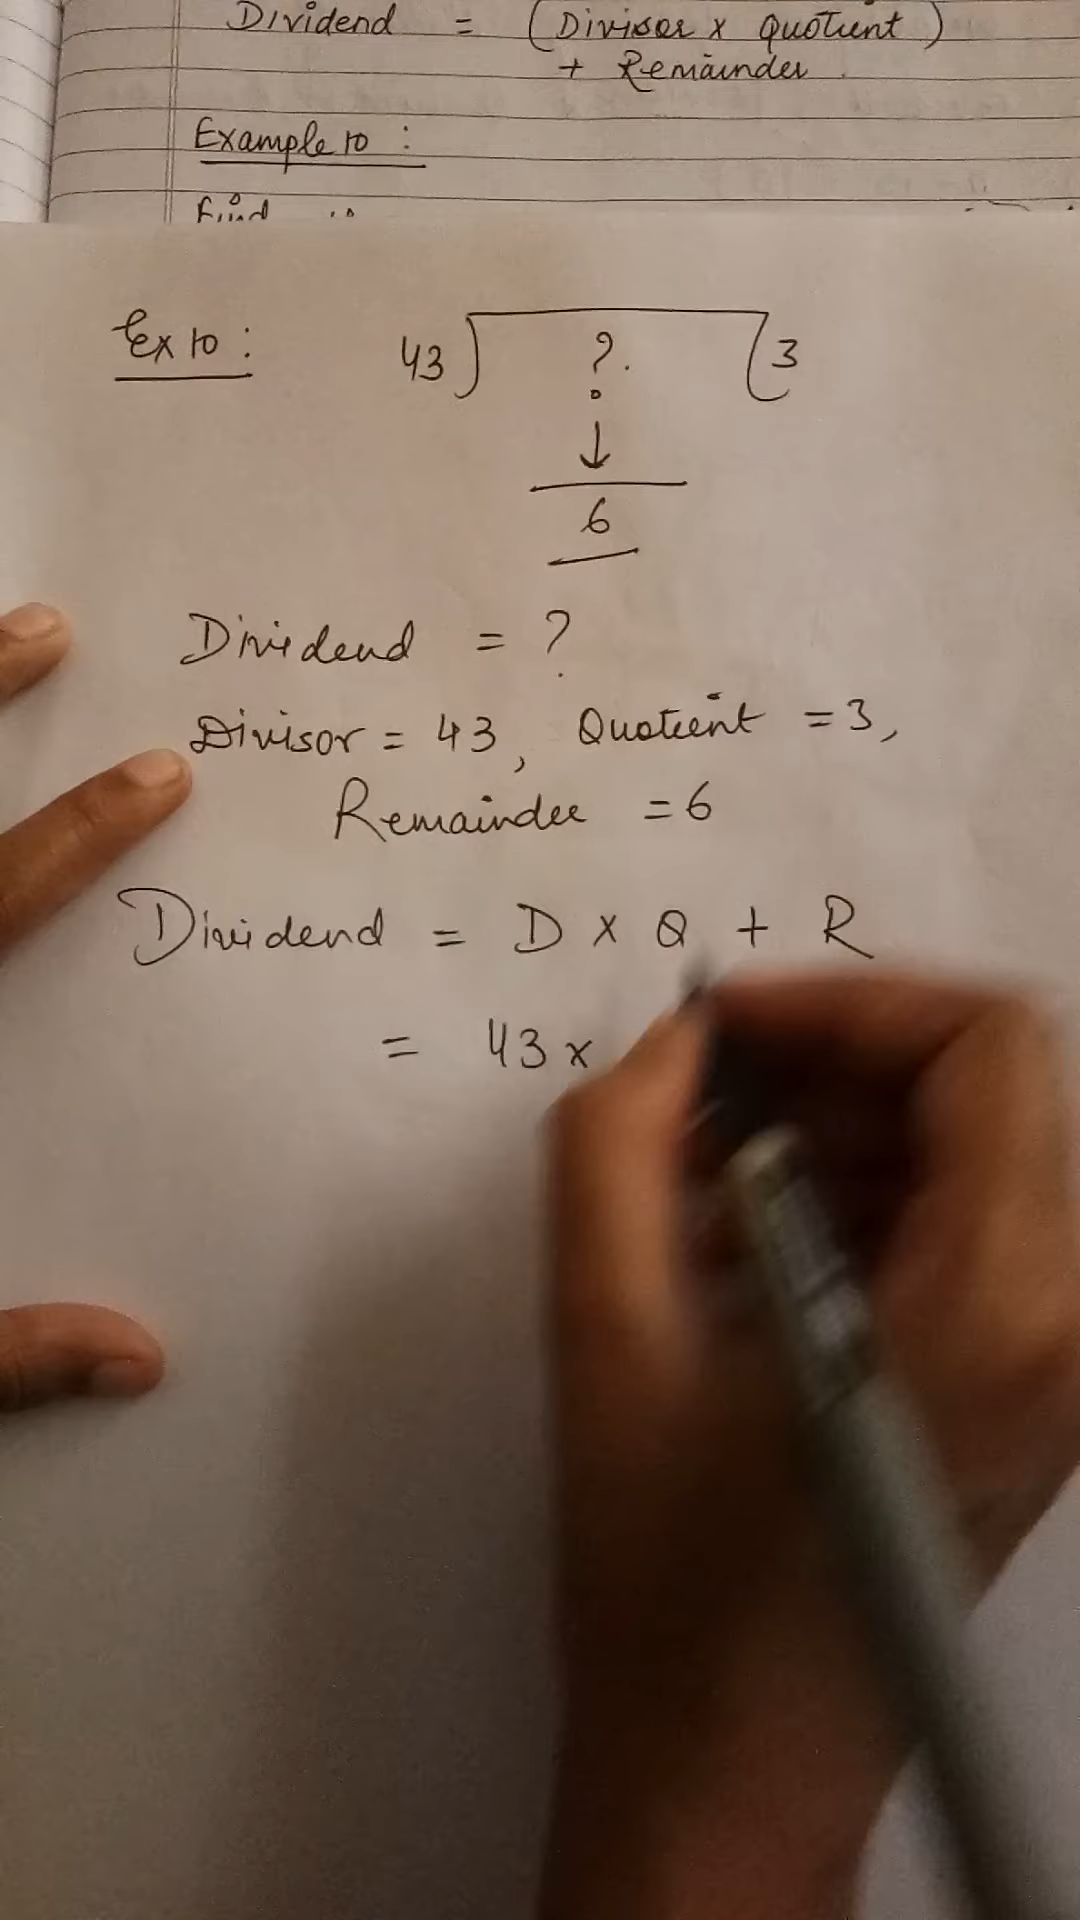 Dividend = (Divisor x Quotient)
+ Remainder
Example 10 :
Find
Ex 10 :
43 ) ? ( 3
↓
6
Dividend = ?
Divisor = 43, Quotient = 3,
Remainder = 6
Dividend = D x Q + R
= 43 x